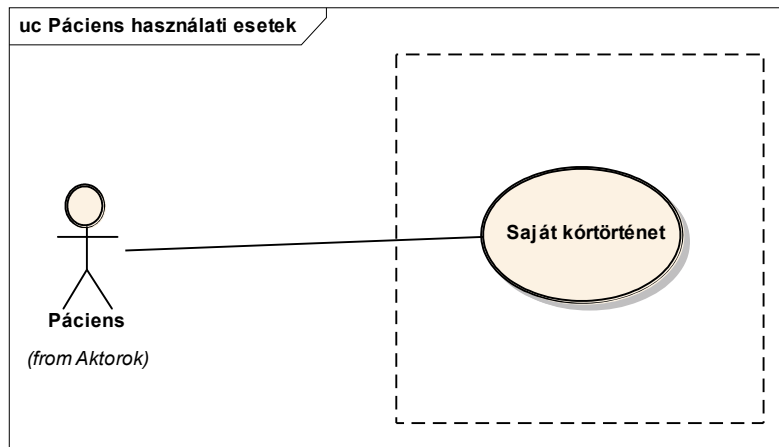 uc Páciens használati esetek
Saját kórtörténet
Páciens
(from Aktorok)